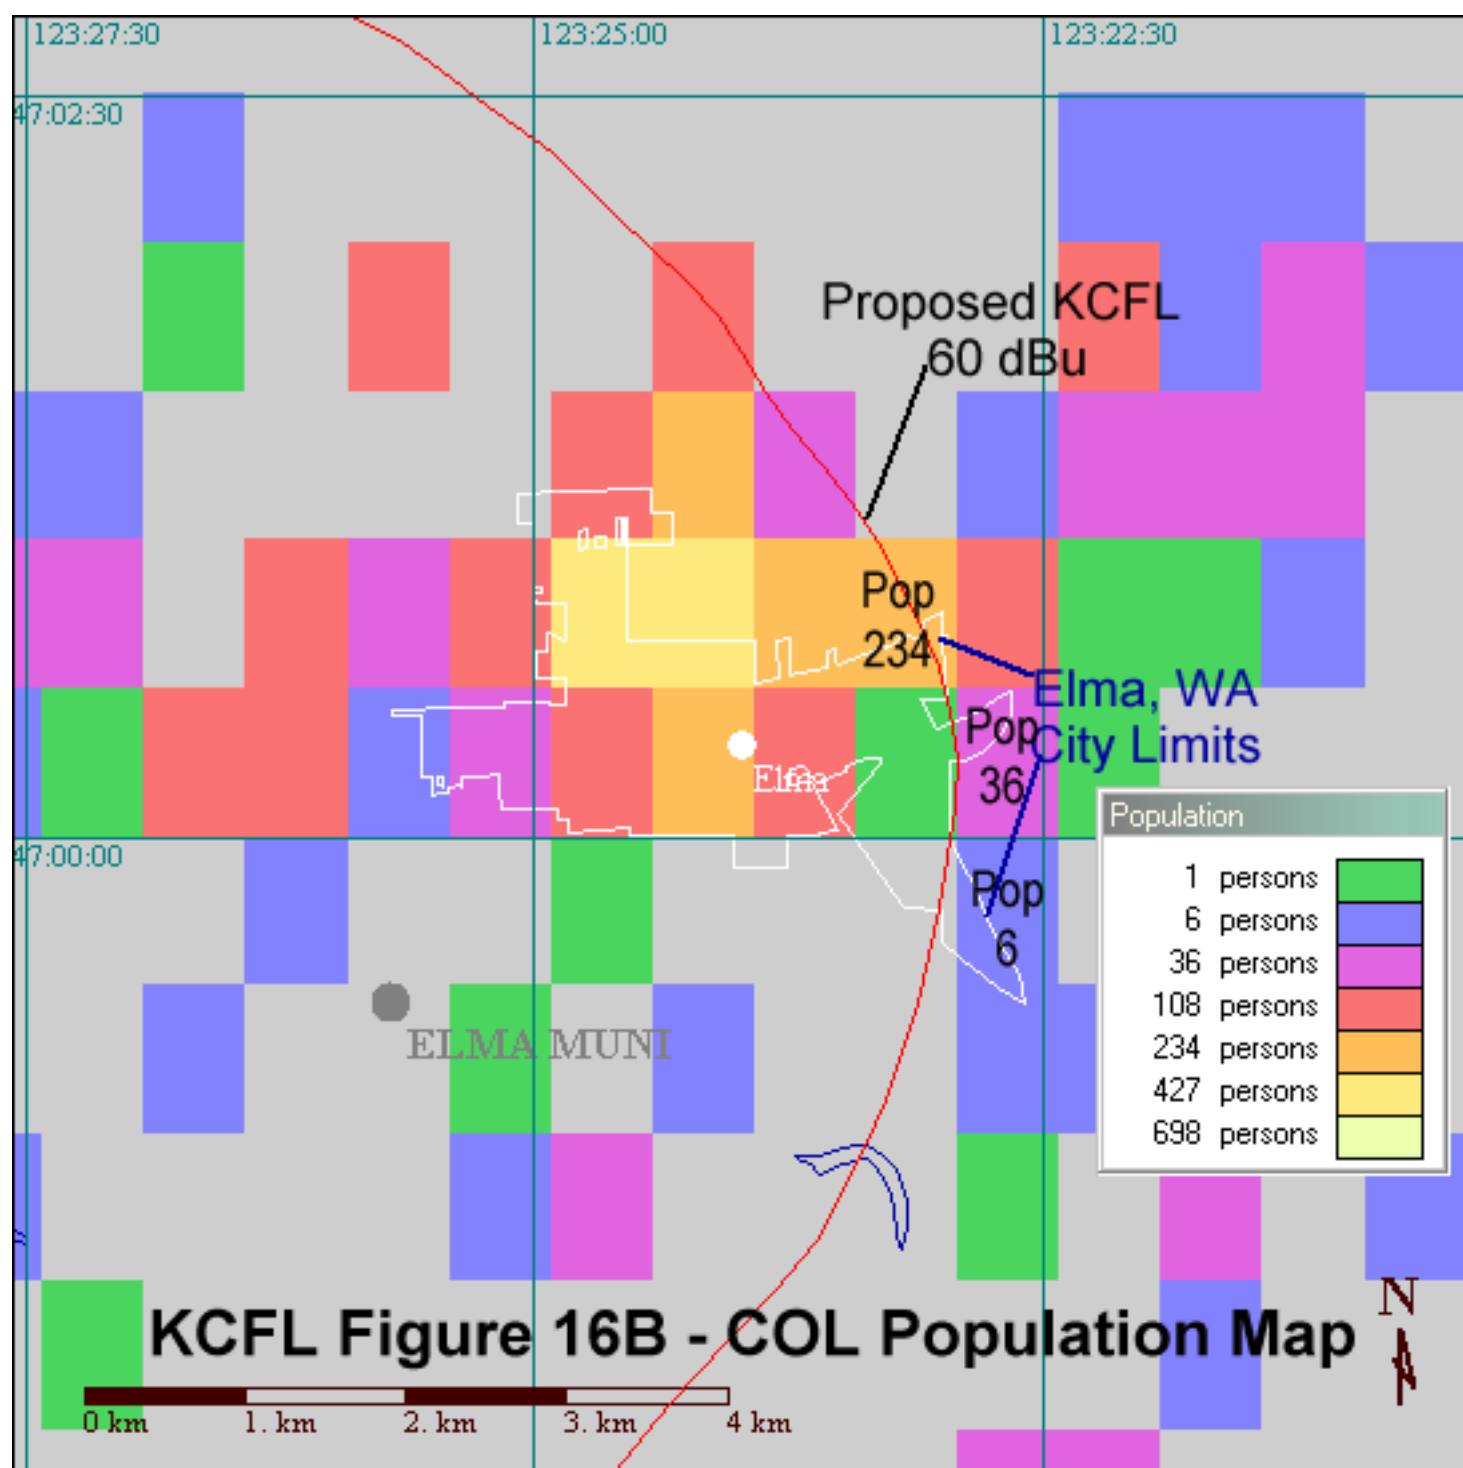 123:27:30
123:25:00
123:22:30
47:02:30
Proposed KCFL
60 dBu
Pop
234
Elma, WA
City Limits
Pop
36
Elma
47:00:00
Pop
6
ELMA MUNI
Population
1 persons
6 persons
36 persons
108 persons
234 persons
427 persons
698 persons
N
KCFL Figure 16B - COL Population Map
0 km
1. km
2. km
3. km
4 km